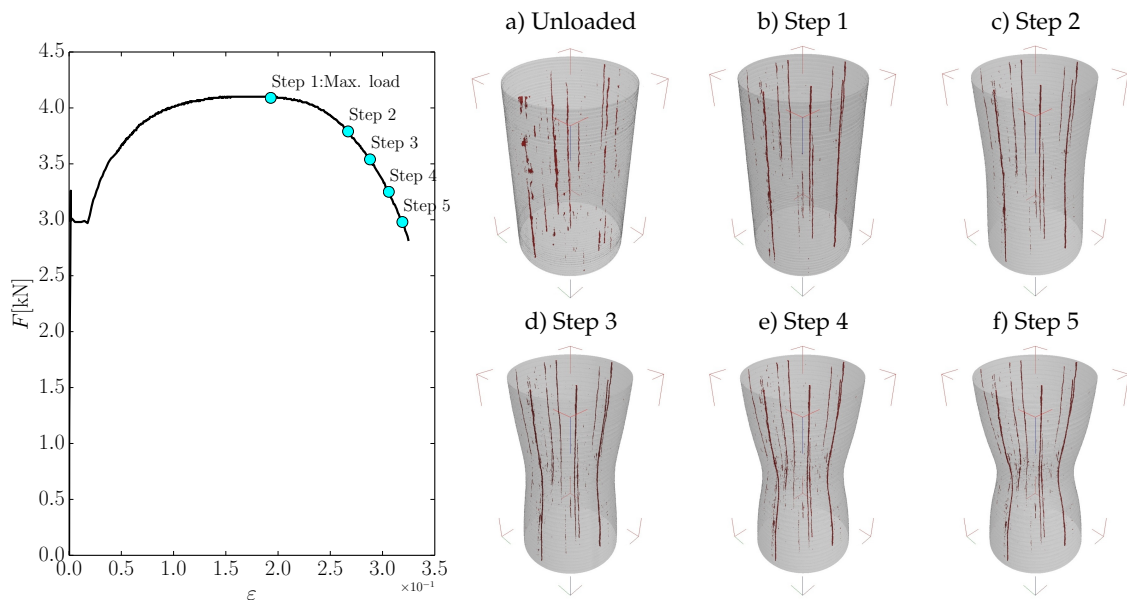 a) Unloaded
b) Step 1
c) Step 2
4.5
4.0
3.5
3.0
2.5
2.0
1.5
1.0
0.5
0.0
F[kN]
Step 1:Max. load
Step 2
Step 3
Step 4
Step 5
0.0 0.5 1.0 1.5 2.0 2.5 3.0 3.5
×10⁻¹
ε
d) Step 3
e) Step 4
f) Step 5